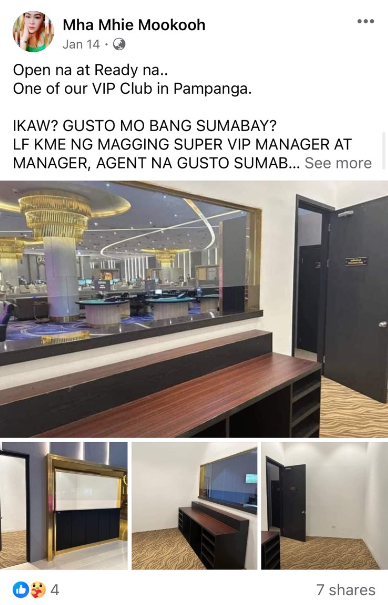 Mha Mhie Mookooh
Jan 14 ·
Open na at Ready na..
One of our VIP Club in Pampanga.
IKAW? GUSTO MO BANG SUMABAY?
LF KME NG MAGGING SUPER VIP MANAGER AT
MANAGER, AGENT NA GUSTO SUMAB... See more
4
7 shares